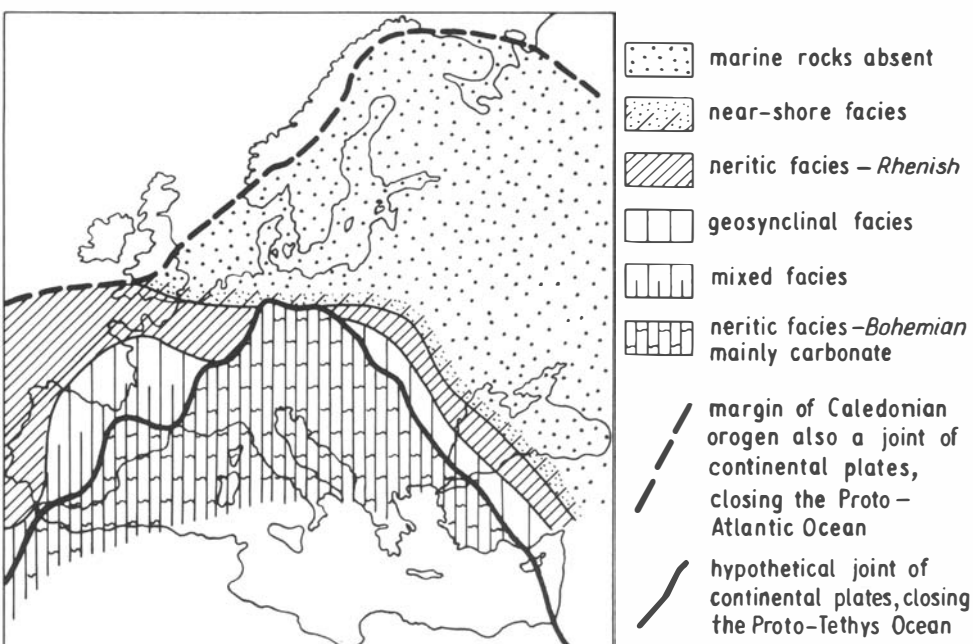 marine rocks absent
near-shore facies
neritic facies – Rhenish
geosynclinal facies
mixed facies
neritic facies – Bohemian
mainly carbonate
margin of Caledonian
orogen also a joint of
continental plates,
closing the Proto –
Atlantic Ocean
hypothetical joint of
continental plates, closing
the Proto-Tethys Ocean